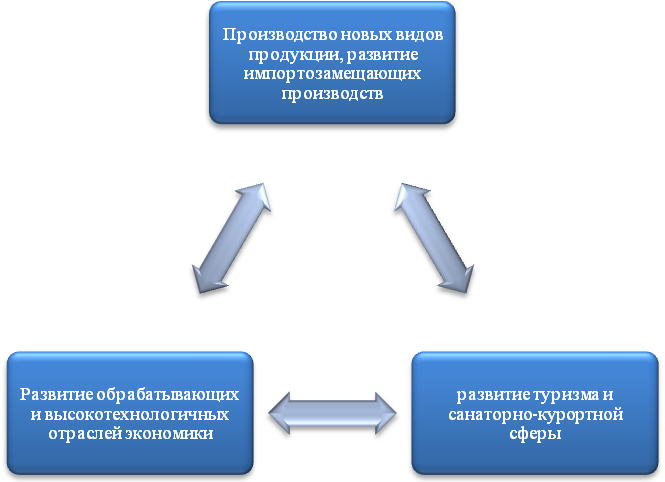 Производство новых видов
продукции, развитие
импортозамещающих
производств
Развитие обрабатывающих
и высокотехнологичных
отраслей экономики
развитие туризма и
санаторно-курортной
сферы